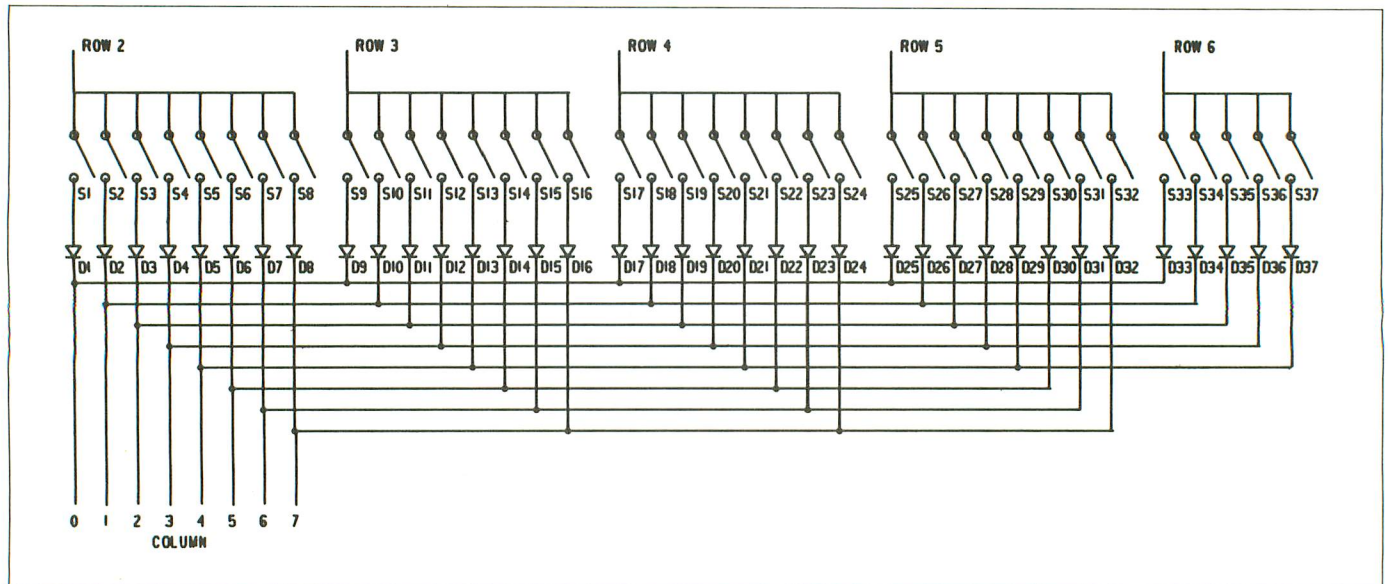 ROW 2 ROW 3 ROW 4 ROW 5 ROW 6
S1 S2 S3 S4 S5 S6 S7 S8 S9 S10 S11 S12 S13 S14 S15 S16 S17 S18 S19 S20 S21 S22 S23 S24 S25 S26 S27 S28 S29 S30 S31 S32 S33 S34 S35 S36 S37
D1 D2 D3 D4 D5 D6 D7 D8 D9 D10 D11 D12 D13 D14 D15 D16 D17 D18 D19 D20 D21 D22 D23 D24 D25 D26 D27 D28 D29 D30 D31 D32 D33 D34 D35 D36 D37
0 1 2 3 4 5 6 7
COLUMN